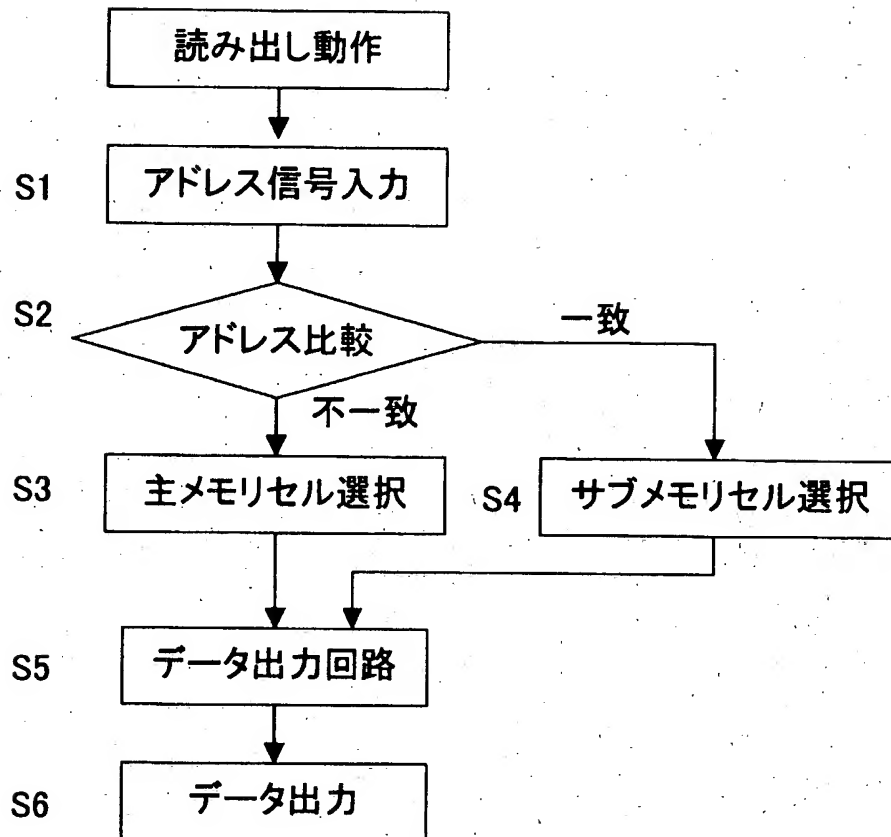 読み出し動作
S1
アドレス信号入力
S2
アドレス比較
一致
不一致
S3
主メモリセル選択
S4
サブメモリセル選択
S5
データ出力回路
S6
データ出力